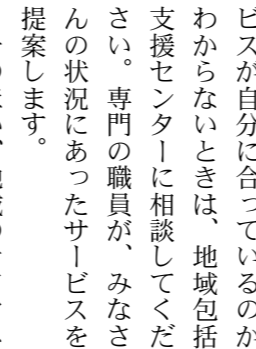 ビスが自分に合っているのか
わからないときは、地域包括
支援センターに相談してくだ
さい。専門の職員が、みなさ
んの状況にあったサービスを
提案します。